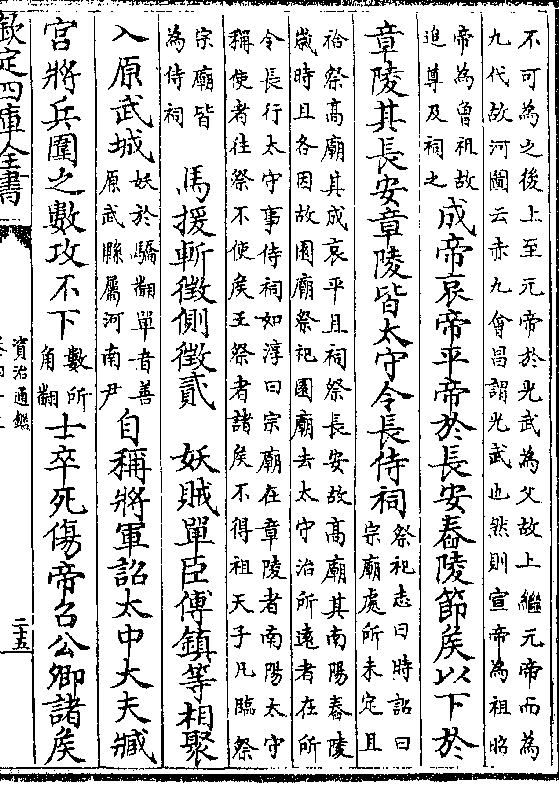 不可為之後上至元帝於光武為父故上繼元帝而為
九代故河圖云赤九會昌謂光武也然則宣帝為祖昭
帝為魯祖故
追尊及祠之
成帝哀帝平帝於長安舂陵節矦以下於
章陵其長安章陵皆太守令長侍祠
祭祀志曰時詔曰
宗廟處所未定且
祫祭高廟其成哀平且祠祭長安故高廟其南陽舂陵
歲時且各因故園廟祭祀園廟去太守治所遠者在所
令長行太守事侍祠如淳曰宗廟在章陵者南陽太守
稱使者往祭不使矦王祭者諸矦不得祖天子凡臨祭
宗廟皆
為侍祠
馬援斬徵側徵貳 妖賊單臣傅鎮等相聚
入原武城
妖於驕翻單音善
原武縣屬河南尹
自稱將軍詔太中大夫臧
宮將兵圍之數攻不下
數所
角翻
士卒死傷帝召公卿諸矦
欽定四庫全書
資治通鑑
二十五